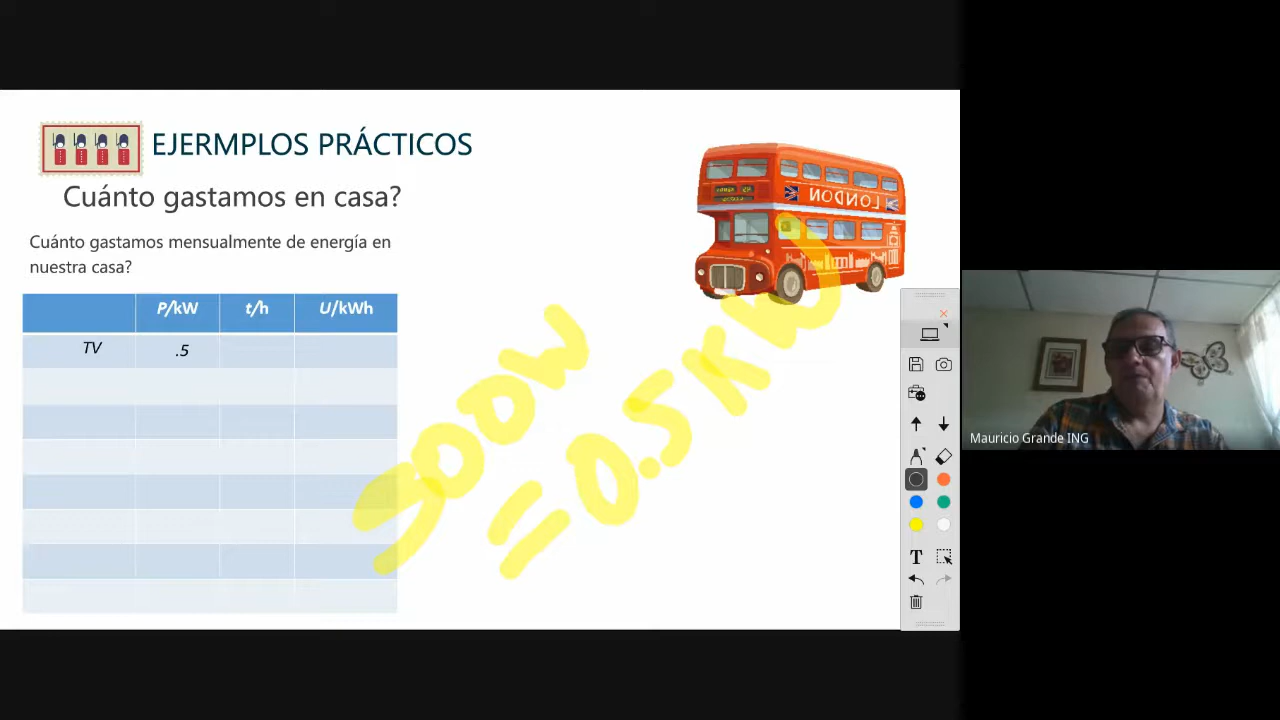 EJERMPLOS PRÁCTICOS
Cuánto gastamos en casa?
Cuánto gastamos mensualmente de energía en
nuestra casa?
P/kW t/h U/kWh
TV .5
500W
=0.5KW
LONDON
T
Mauricio Grande ING